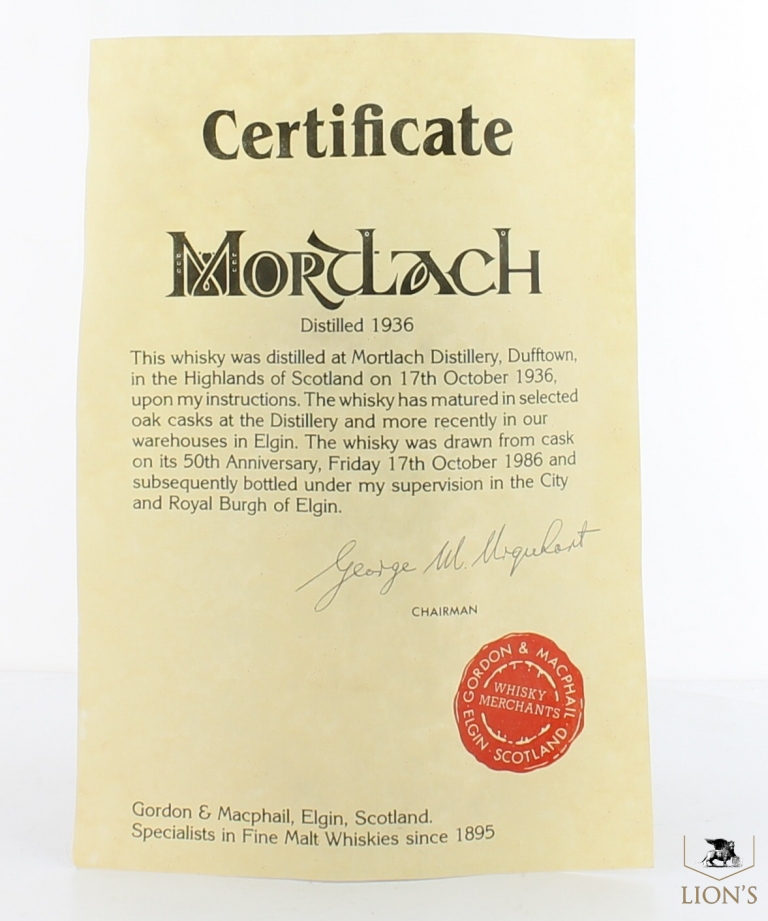 Certificate
MORTLACH
Distilled 1936
This whisky was distilled at Mortlach Distillery, Dufftown,
in the Highlands of Scotland on 17th October 1936,
upon my instructions. The whisky has matured in selected
oak casks at the Distillery and more recently in our
warehouses in Elgin. The whisky was drawn from cask
on its 50th Anniversary, Friday 17th October 1986 and
subsequently bottled under my supervision in the City
and Royal Burgh of Elgin.
George M. Urquhart
CHAIRMAN
GORDON & MACPHAIL
WHISKY
MERCHANTS
ELGIN · SCOTLAND
Gordon & Macphail, Elgin, Scotland.
Specialists in Fine Malt Whiskies since 1895
LION'S